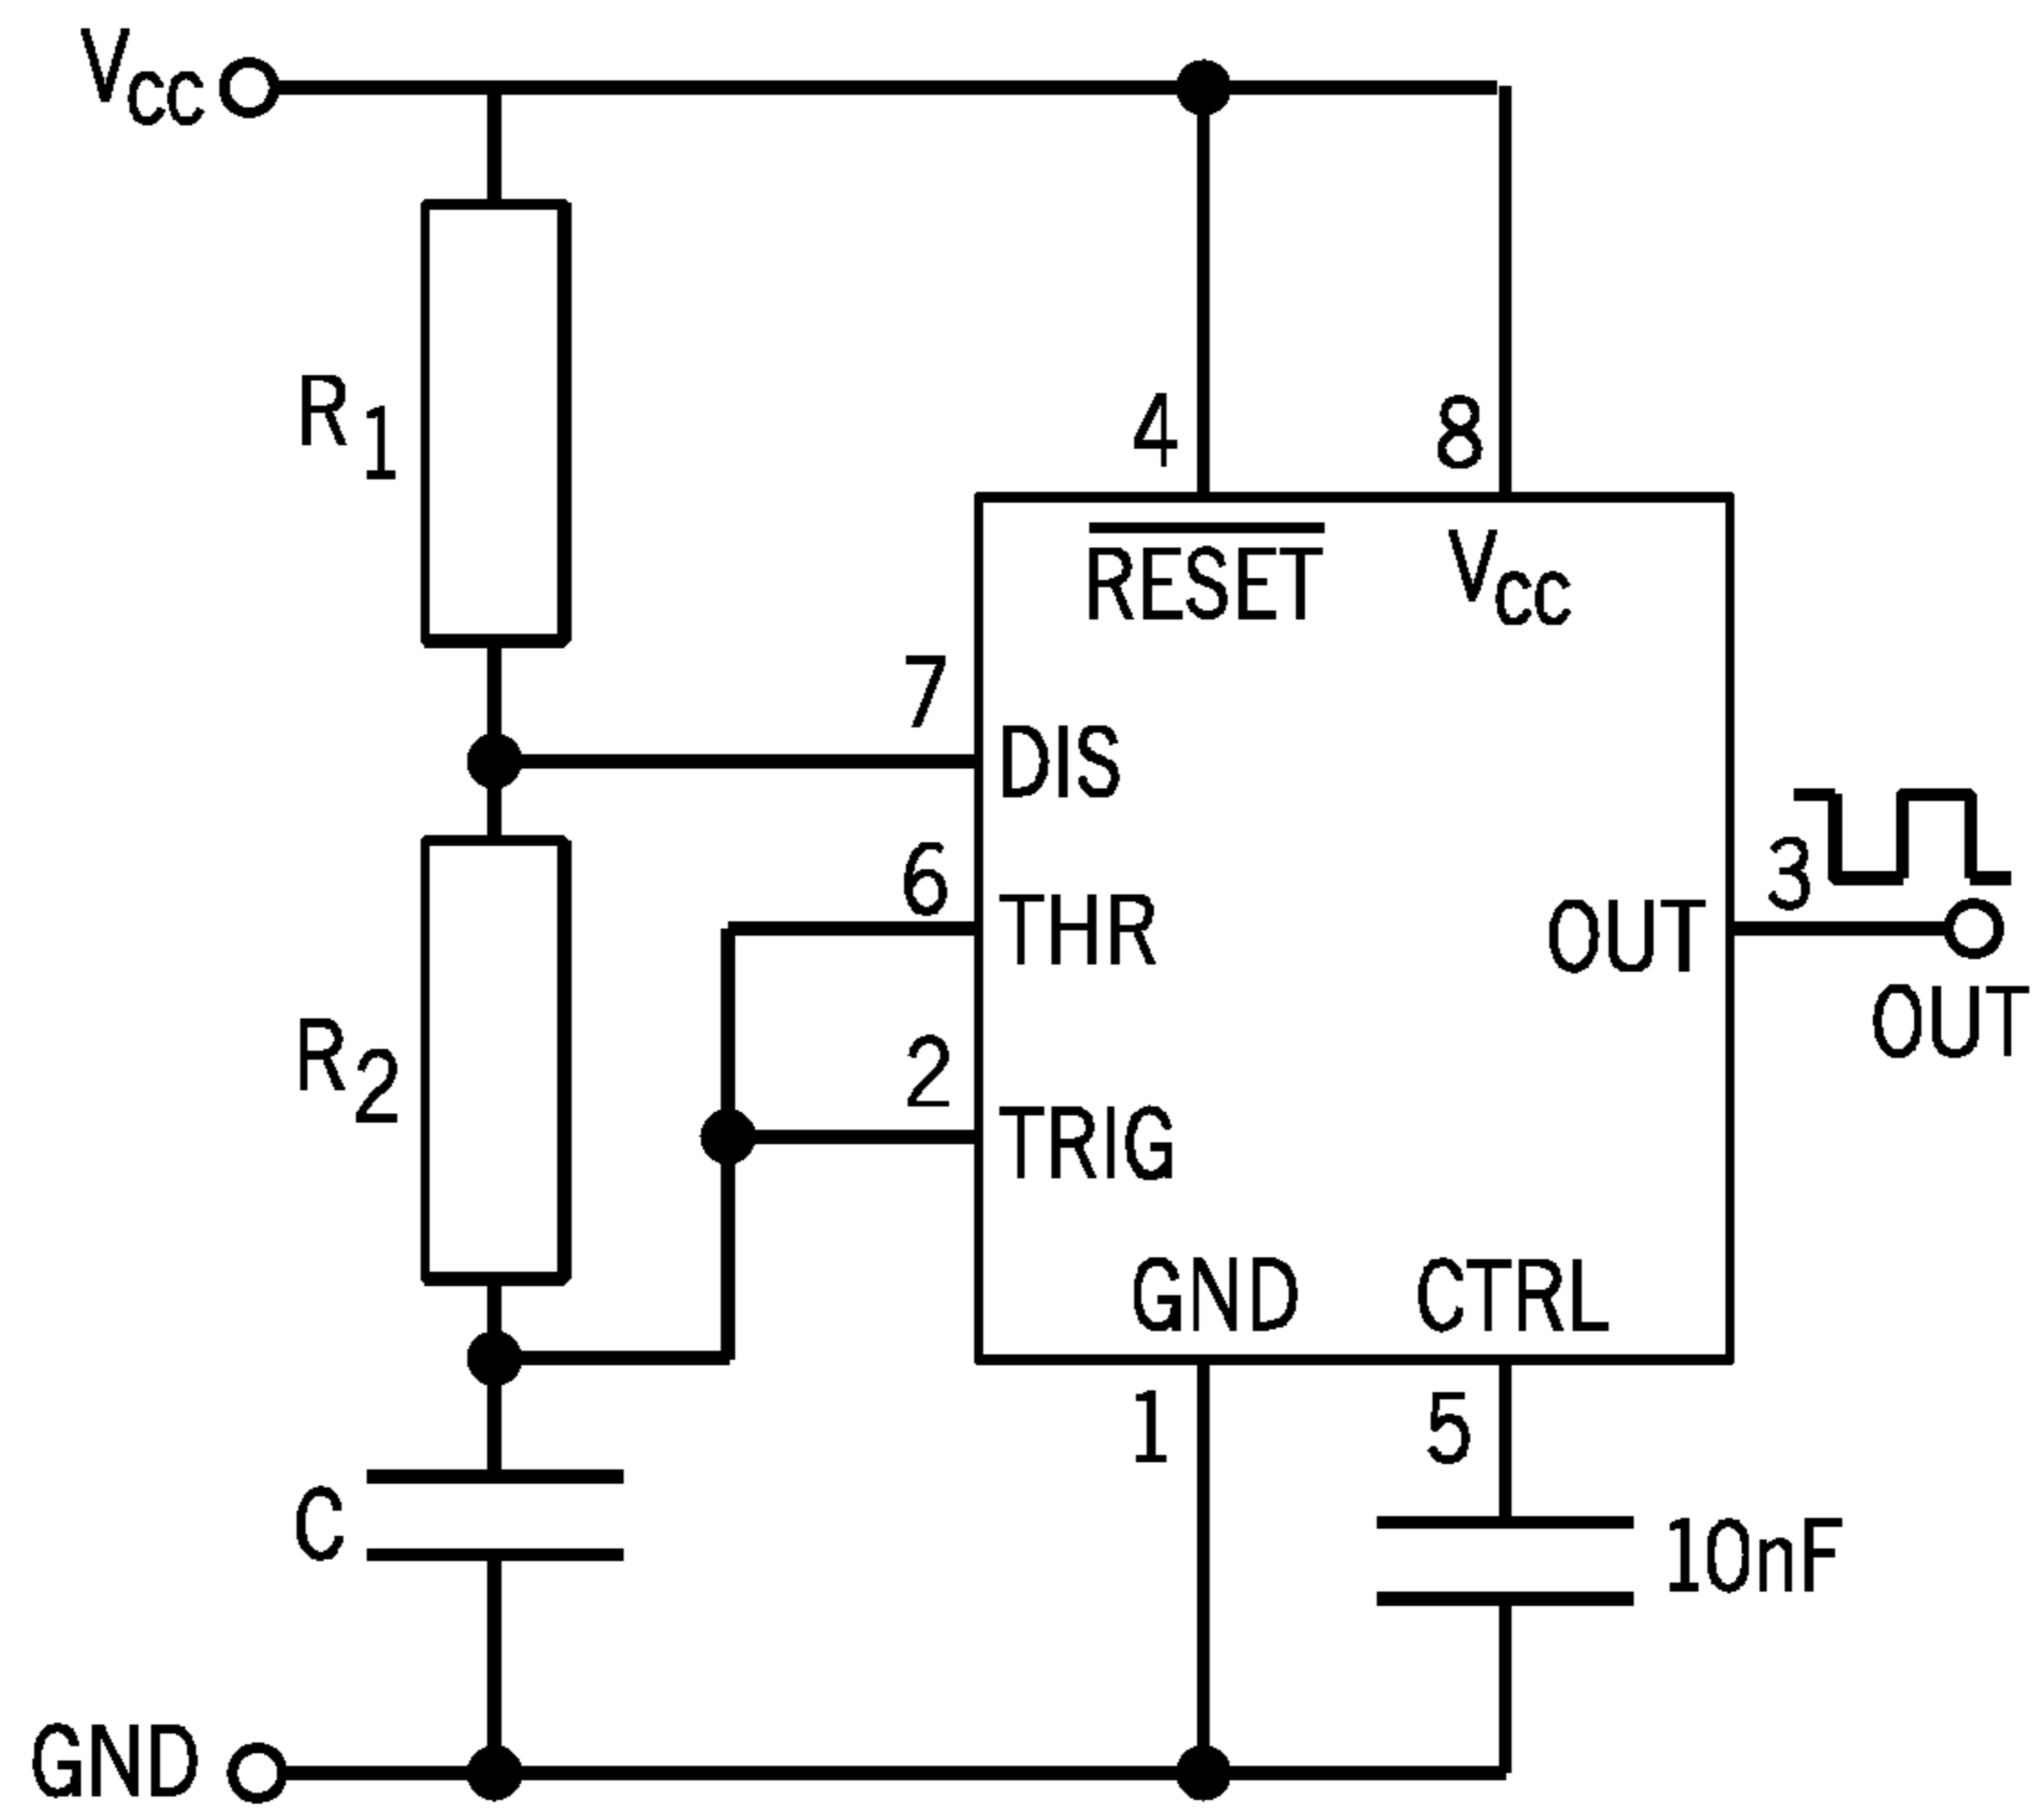 Vcc
R1
4
8
RESET
Vcc
7
DIS
6
THR
3
OUT
OUT
R2
2
TRIG
GND
CTRL
1
5
C
10nF
GND